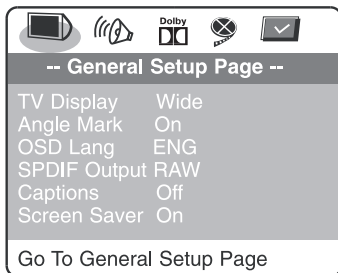 Dolby
-- General Setup Page --
TV Display Wide
Angle Mark On
OSD Lang ENG
SPDIF Output RAW
Captions Off
Screen Saver On
Go To General Setup Page